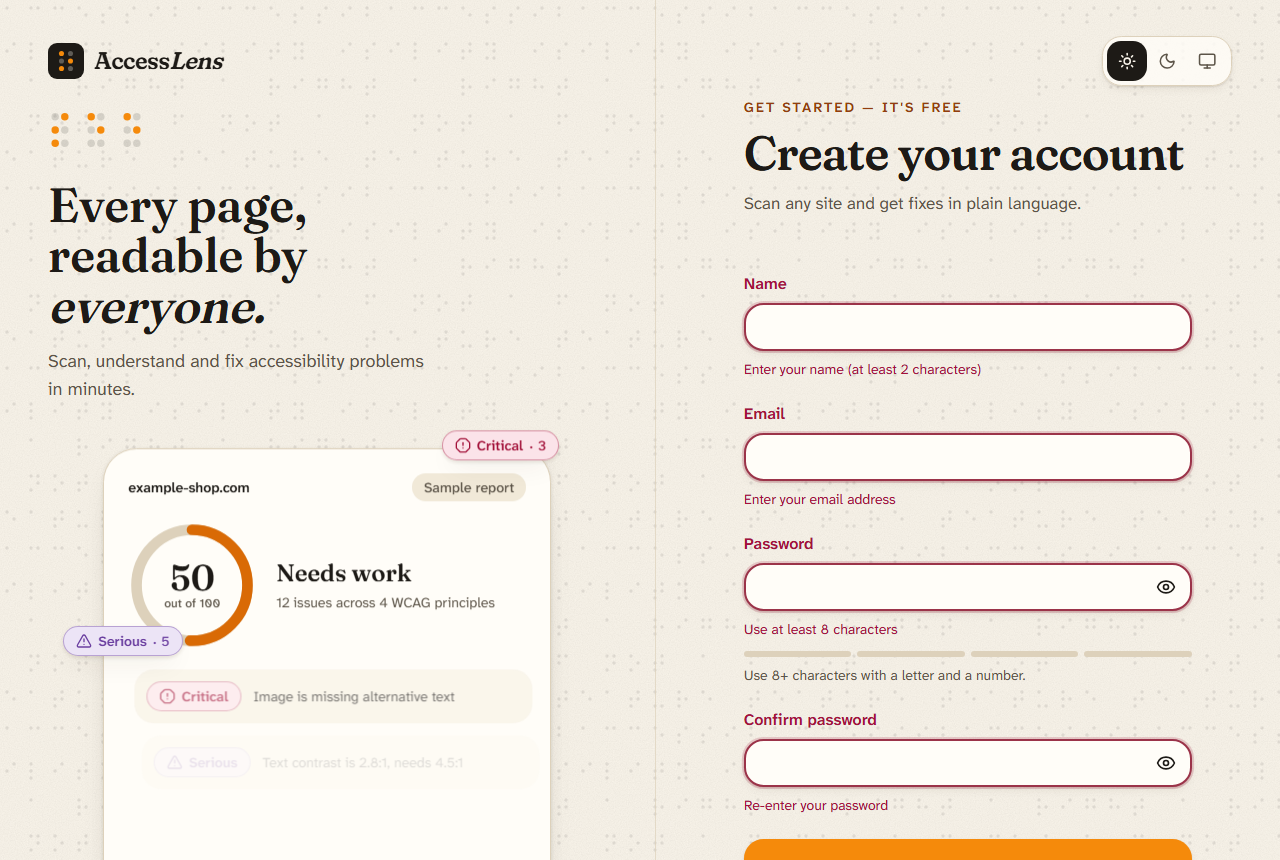 AccessLens
Every page,
readable by
everyone.
Scan, understand and fix accessibility problems
in minutes.
Critical · 3
example-shop.com
Sample report
50
out of 100
Needs work
12 issues across 4 WCAG principles
Serious · 5
Critical
Image is missing alternative text
Serious
Text contrast is 2.8:1, needs 4.5:1
GET STARTED — IT'S FREE
Create your account
Scan any site and get fixes in plain language.
Name
Enter your name (at least 2 characters)
Email
Enter your email address
Password
Use at least 8 characters
Use 8+ characters with a letter and a number.
Confirm password
Re-enter your password